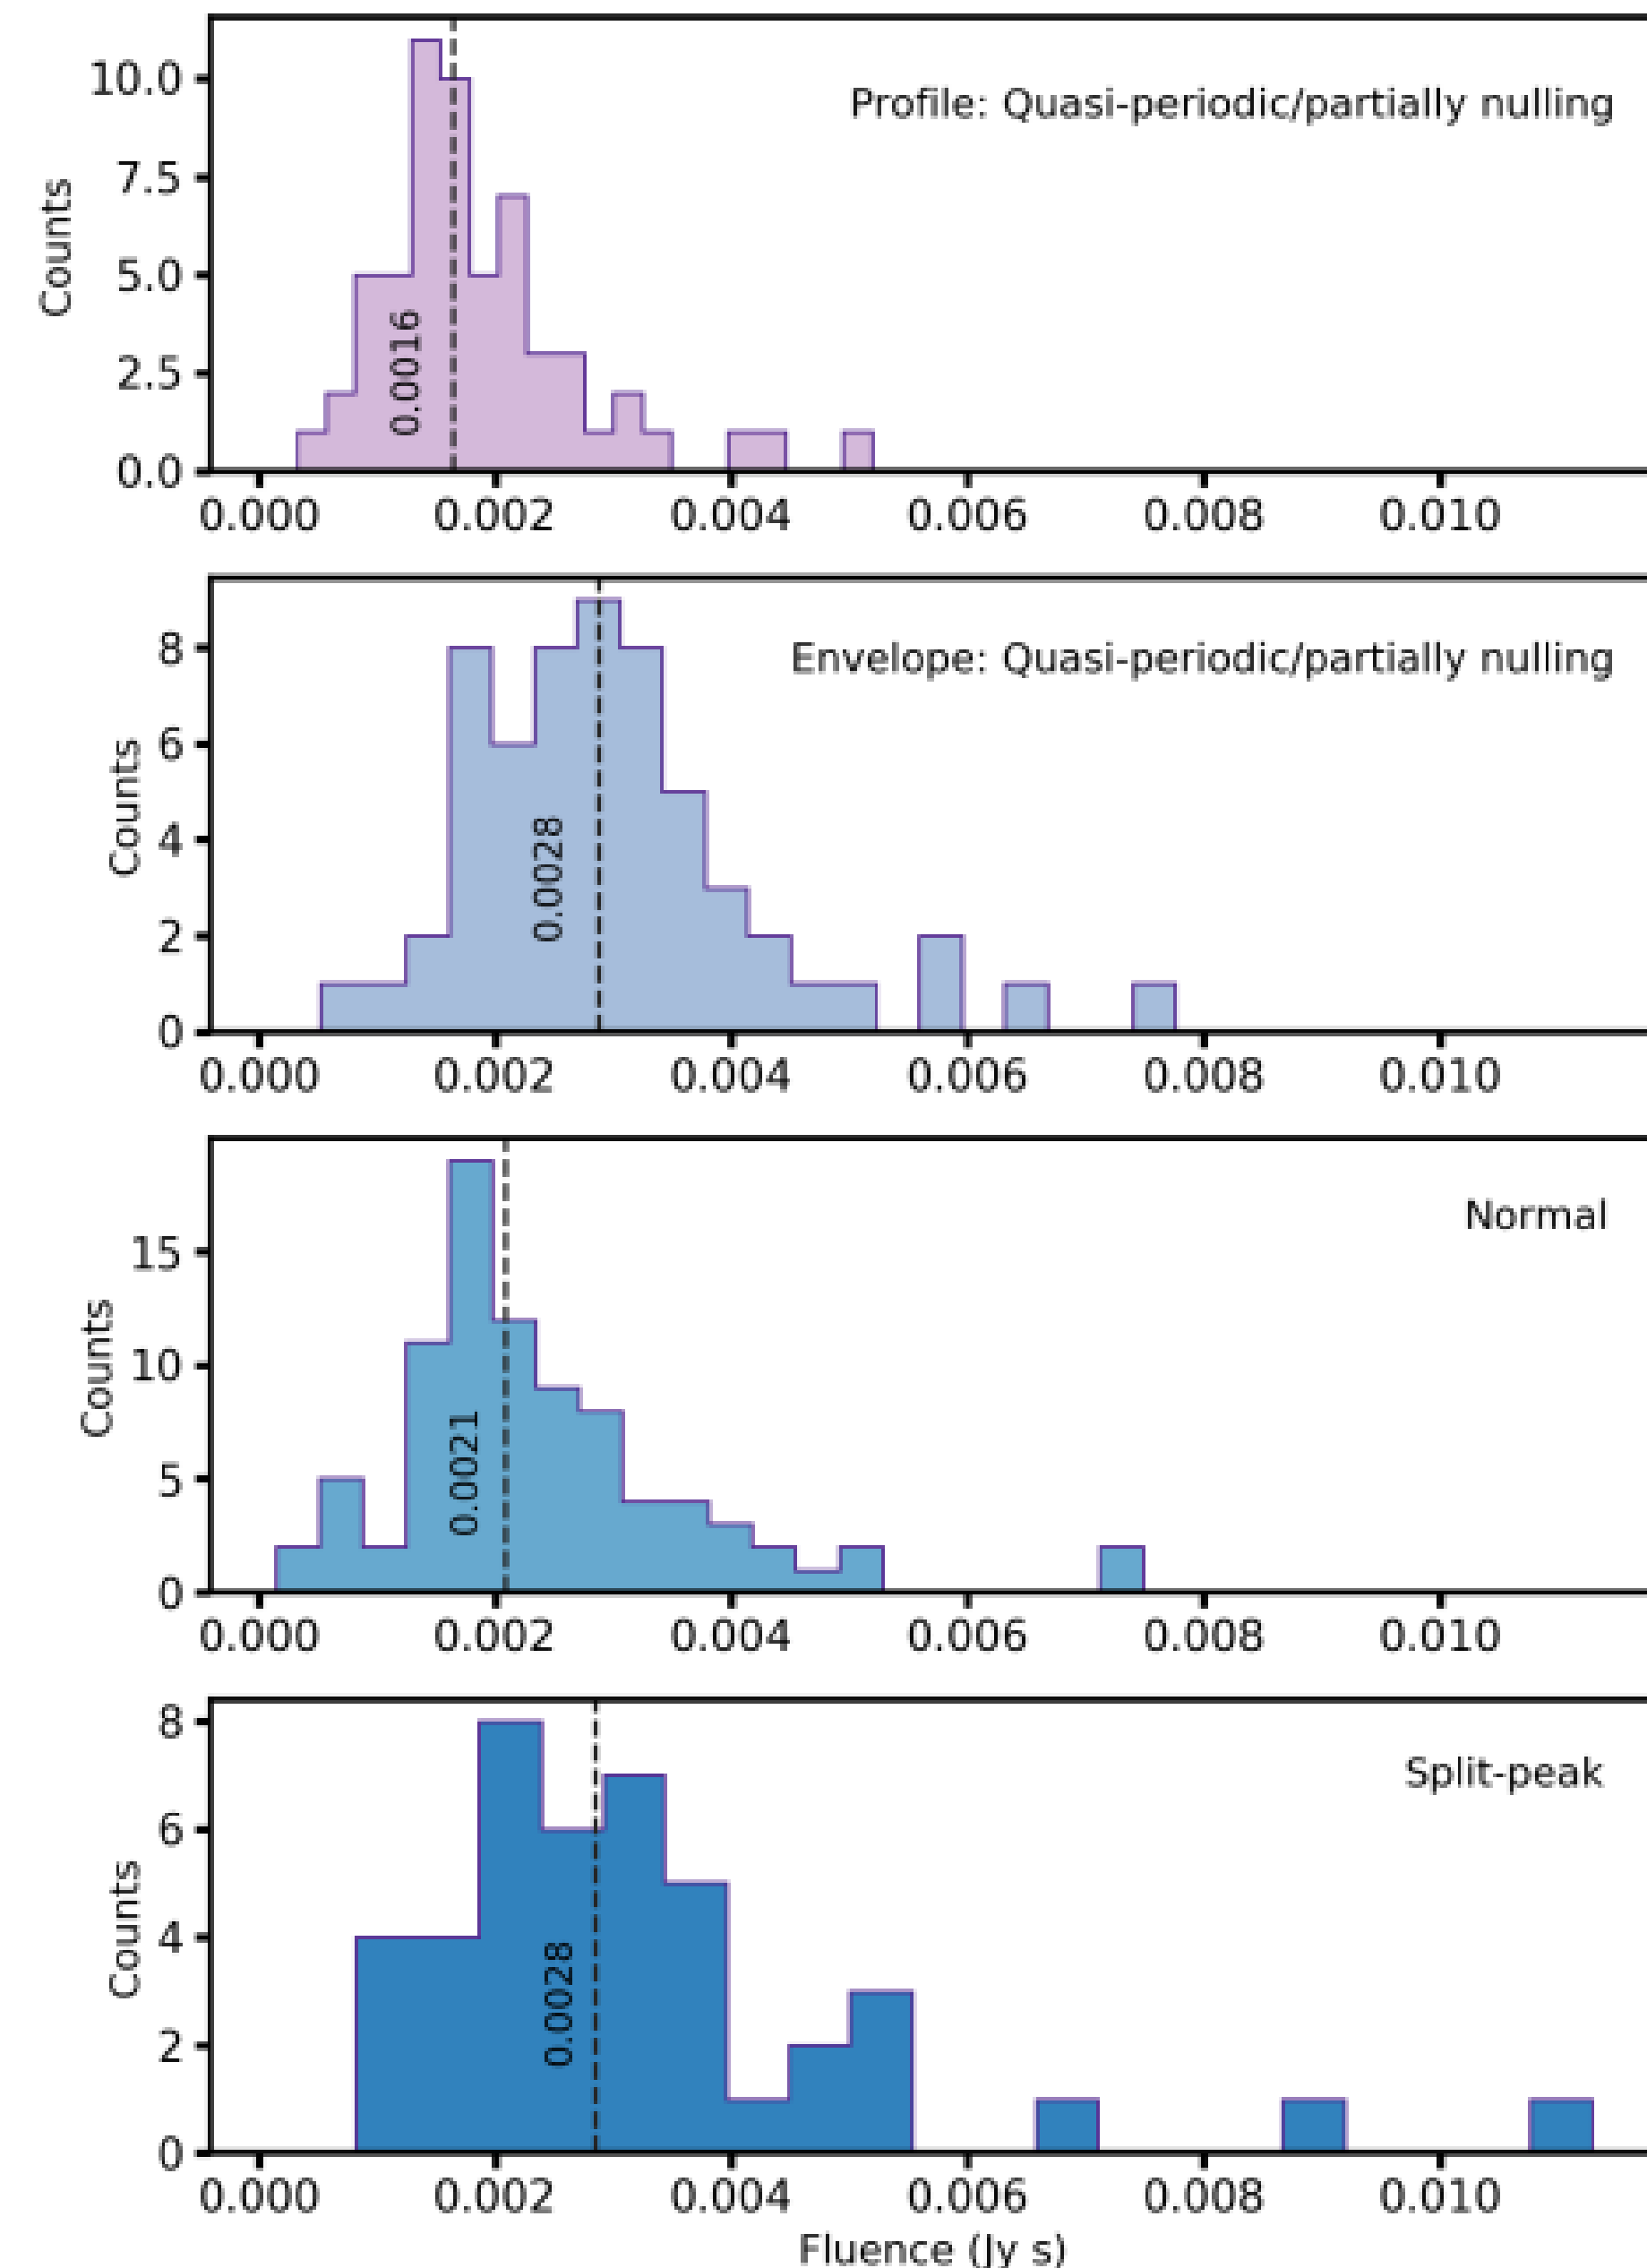 Profile: Quasi-periodic/partially nulling
Counts
10.0
7.5
5.0
2.5
0.0
0.0016
0.000 0.002 0.004 0.006 0.008 0.010
Envelope: Quasi-periodic/partially nulling
Counts
8
6
4
2
0
0.0028
0.000 0.002 0.004 0.006 0.008 0.010
Normal
Counts
15
10
5
0
0.0021
0.000 0.002 0.004 0.006 0.008 0.010
Split-peak
Counts
8
6
4
2
0
0.0028
0.000 0.002 0.004 0.006 0.008 0.010
Fluence (Jy s)